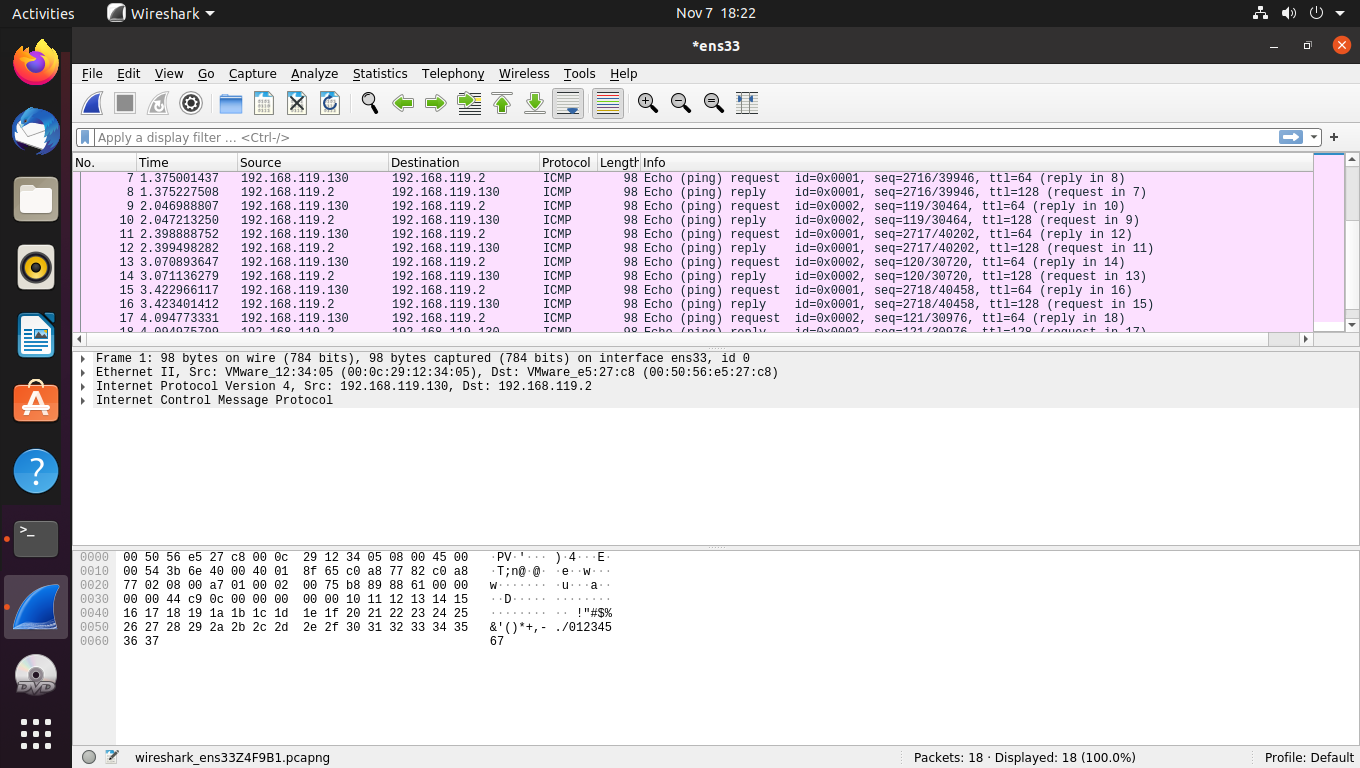 Activities Wireshark Nov 7 18:22
*ens33
File Edit View Go Capture Analyze Statistics Telephony Wireless Tools Help
Apply a display filter … <Ctrl-/> +
No. Time Source Destination Protocol Length Info
7 1.375001437 192.168.119.130 192.168.119.2 ICMP 98 Echo (ping) request id=0x0001, seq=2716/39946, ttl=64 (reply in 8)
8 1.375227508 192.168.119.2 192.168.119.130 ICMP 98 Echo (ping) reply id=0x0001, seq=2716/39946, ttl=128 (request in 7)
9 2.046988807 192.168.119.130 192.168.119.2 ICMP 98 Echo (ping) request id=0x0002, seq=119/30464, ttl=64 (reply in 10)
10 2.047213250 192.168.119.2 192.168.119.130 ICMP 98 Echo (ping) reply id=0x0002, seq=119/30464, ttl=128 (request in 9)
11 2.398888752 192.168.119.130 192.168.119.2 ICMP 98 Echo (ping) request id=0x0001, seq=2717/40202, ttl=64 (reply in 12)
12 2.399498282 192.168.119.2 192.168.119.130 ICMP 98 Echo (ping) reply id=0x0001, seq=2717/40202, ttl=128 (request in 11)
13 3.070893647 192.168.119.130 192.168.119.2 ICMP 98 Echo (ping) request id=0x0002, seq=120/30720, ttl=64 (reply in 14)
14 3.071136279 192.168.119.2 192.168.119.130 ICMP 98 Echo (ping) reply id=0x0002, seq=120/30720, ttl=128 (request in 13)
15 3.422966117 192.168.119.130 192.168.119.2 ICMP 98 Echo (ping) request id=0x0001, seq=2718/40458, ttl=64 (reply in 16)
16 3.423401412 192.168.119.2 192.168.119.130 ICMP 98 Echo (ping) reply id=0x0001, seq=2718/40458, ttl=128 (request in 15)
17 4.094773331 192.168.119.130 192.168.119.2 ICMP 98 Echo (ping) request id=0x0002, seq=121/30976, ttl=64 (reply in 18)
18 4.094975799 192.168.119.2 192.168.119.130 ICMP 98 Echo (ping) reply id=0x0002, seq=121/30976, ttl=128 (request in 17)
Frame 1: 98 bytes on wire (784 bits), 98 bytes captured (784 bits) on interface ens33, id 0
Ethernet II, Src: VMware_12:34:05 (00:0c:29:12:34:05), Dst: VMware_e5:27:c8 (00:50:56:e5:27:c8)
Internet Protocol Version 4, Src: 192.168.119.130, Dst: 192.168.119.2
Internet Control Message Protocol
0000 00 50 56 e5 27 c8 00 0c 29 12 34 05 08 00 45 00 ·PV·'··· )·4···E·
0010 00 54 3b 6e 40 00 40 01 8f 65 c0 a8 77 82 c0 a8 ·T;n@·@· ·e··w···
0020 77 02 08 00 a7 01 00 02 00 75 b8 89 88 61 00 00 w······· ·u···a··
0030 00 00 44 c9 0c 00 00 00 00 00 10 11 12 13 14 15 ··D····· ········
0040 16 17 18 19 1a 1b 1c 1d 1e 1f 20 21 22 23 24 25 ········ ·· !"#$%
0050 26 27 28 29 2a 2b 2c 2d 2e 2f 30 31 32 33 34 35 &'()*+,- ./012345
0060 36 37 67
wireshark_ens33Z4F9B1.pcapng Packets: 18 · Displayed: 18 (100.0%) Profile: Default